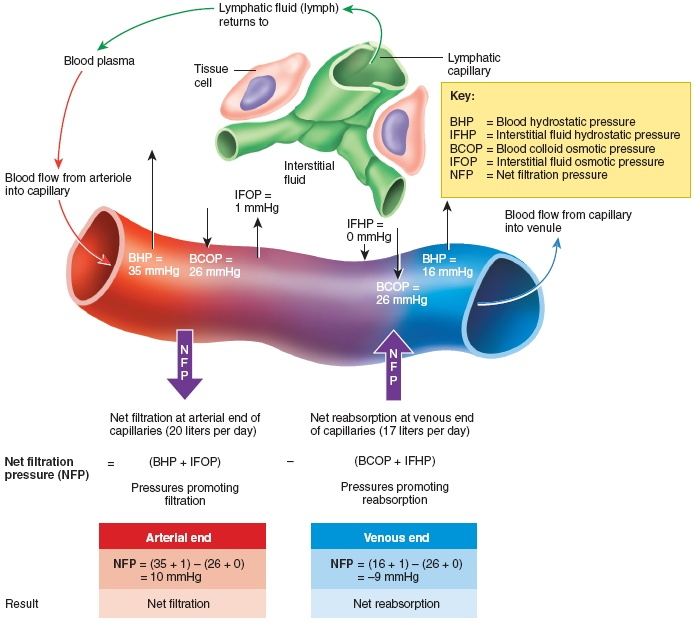 Lymphatic fluid (lymph)
returns to
Blood plasma
Tissue
cell
Lymphatic
capillary
Key:
BHP = Blood hydrostatic pressure
IFHP = Interstitial fluid hydrostatic pressure
BCOP = Blood colloid osmotic pressure
IFOP = Interstitial fluid osmotic pressure
NFP = Net filtration pressure
Blood flow from arteriole
into capillary
Interstitial
fluid
IFOP =
1 mmHg
IFHP =
0 mmHg
Blood flow from capillary
into venule
BHP =
35 mmHg
BCOP =
26 mmHg
BHP =
16 mmHg
BCOP =
26 mmHg
NFP
NFP
Net filtration at arterial end of
capillaries (20 liters per day)
Net reabsorption at venous end
of capillaries (17 liters per day)
Net filtration
pressure (NFP)
= (BHP + IFOP) – (BCOP + IFHP)
Pressures promoting
filtration
Pressures promoting
reabsorption
Arterial end
NFP = (35 + 1) – (26 + 0)
= 10 mmHg
Venous end
NFP = (16 + 1) – (26 + 0)
= –9 mmHg
Result
Net filtration
Net reabsorption